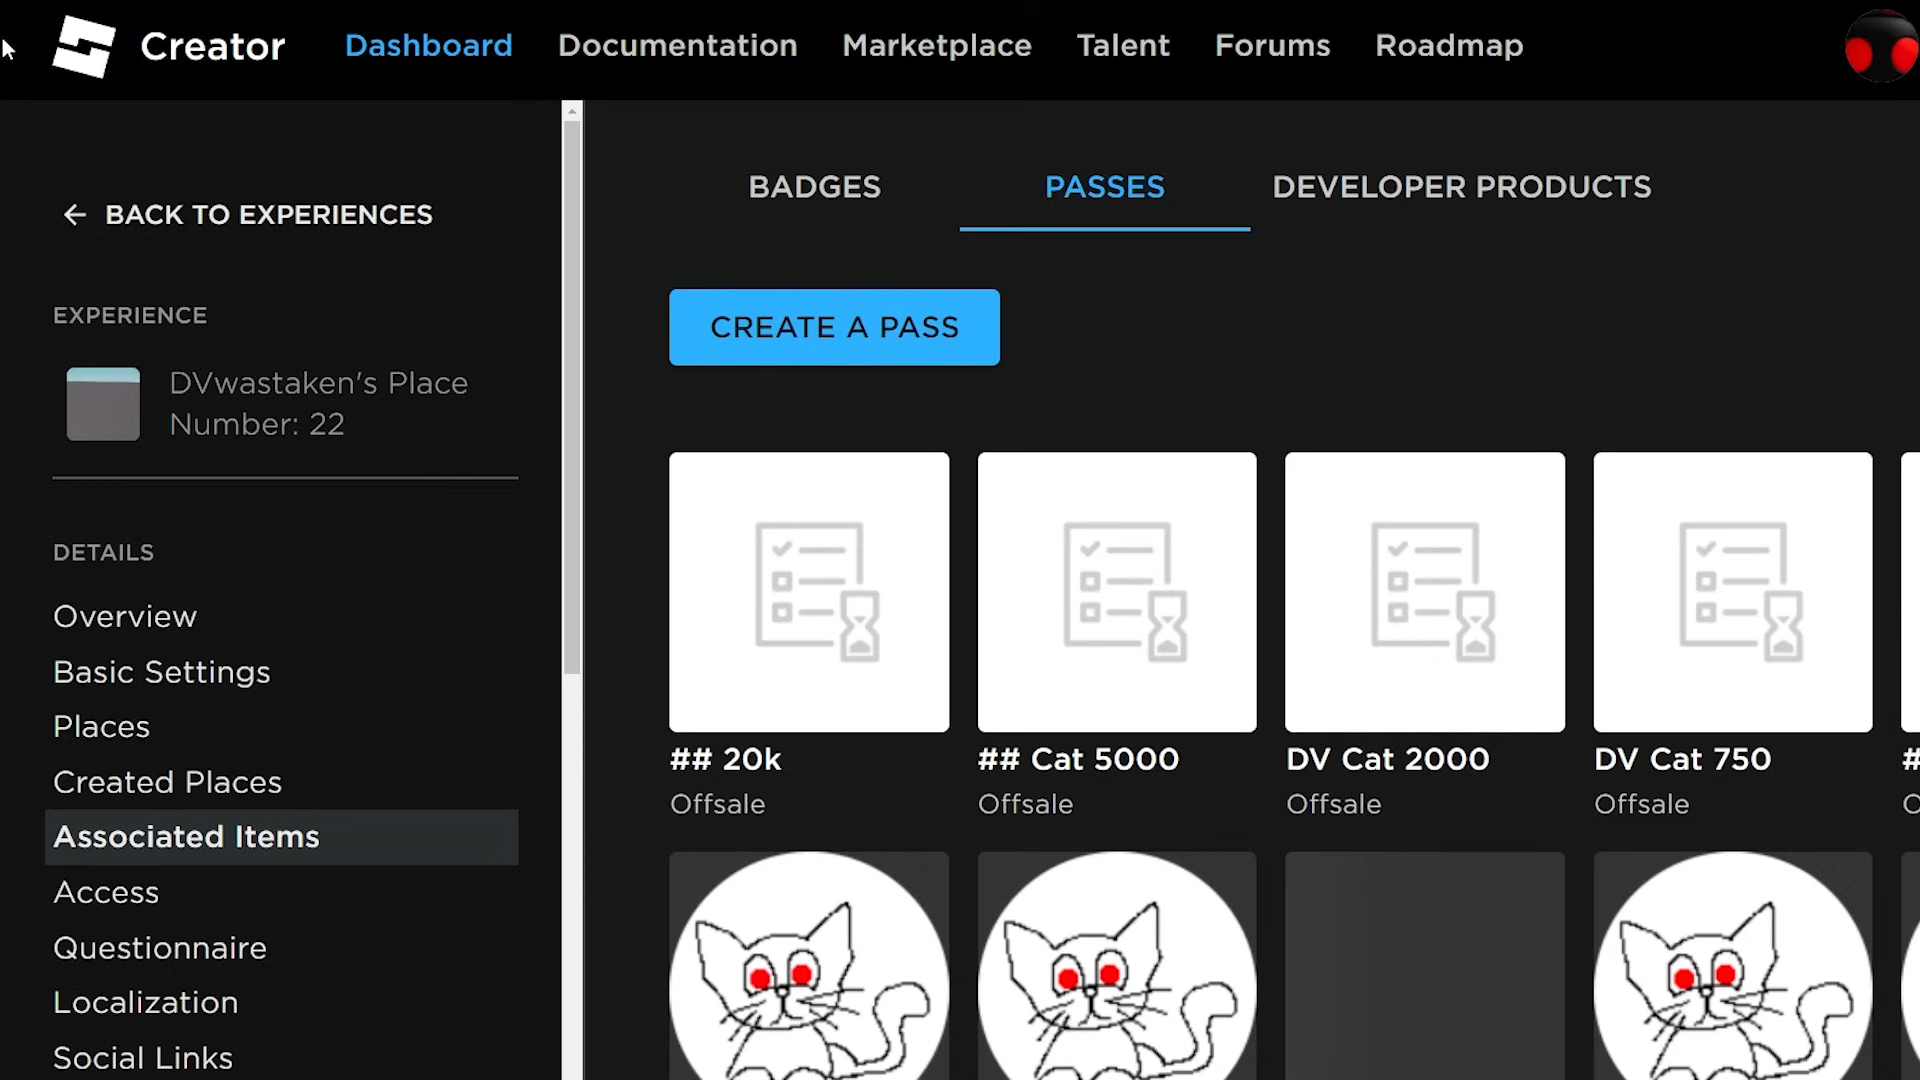 Creator
Dashboard
Documentation
Marketplace
Talent
Forums
Roadmap
BACK TO EXPERIENCES
EXPERIENCE
DVwastaken's Place
Number: 22
DETAILS
Overview
Basic Settings
Places
Created Places
Associated Items
Access
Questionnaire
Localization
Social Links
BADGES
PASSES
DEVELOPER PRODUCTS
CREATE A PASS
## 20k
Offsale
## Cat 5000
Offsale
DV Cat 2000
Offsale
DV Cat 750
Offsale